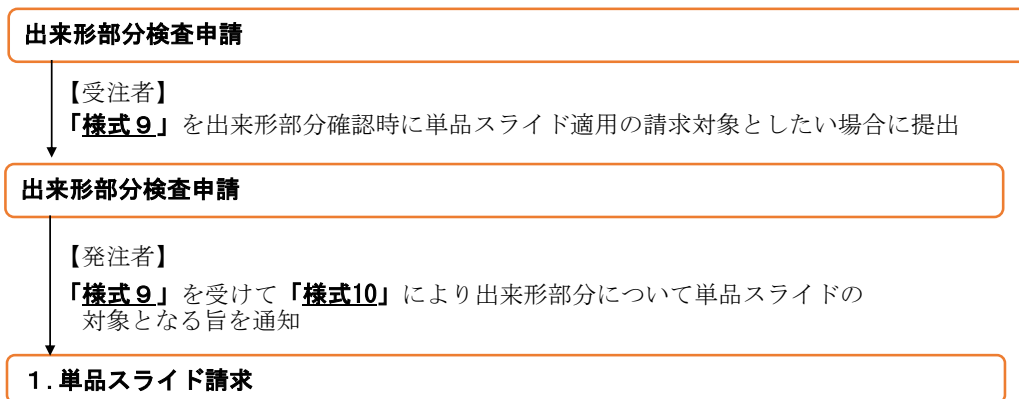 出来形部分検査申請
【受注者】
「様式９」を出来形部分確認時に単品スライド適用の請求対象としたい場合に提出
出来形部分検査申請
【発注者】
「様式９」を受けて「様式10」により出来形部分について単品スライドの
対象となる旨を通知
１.単品スライド請求